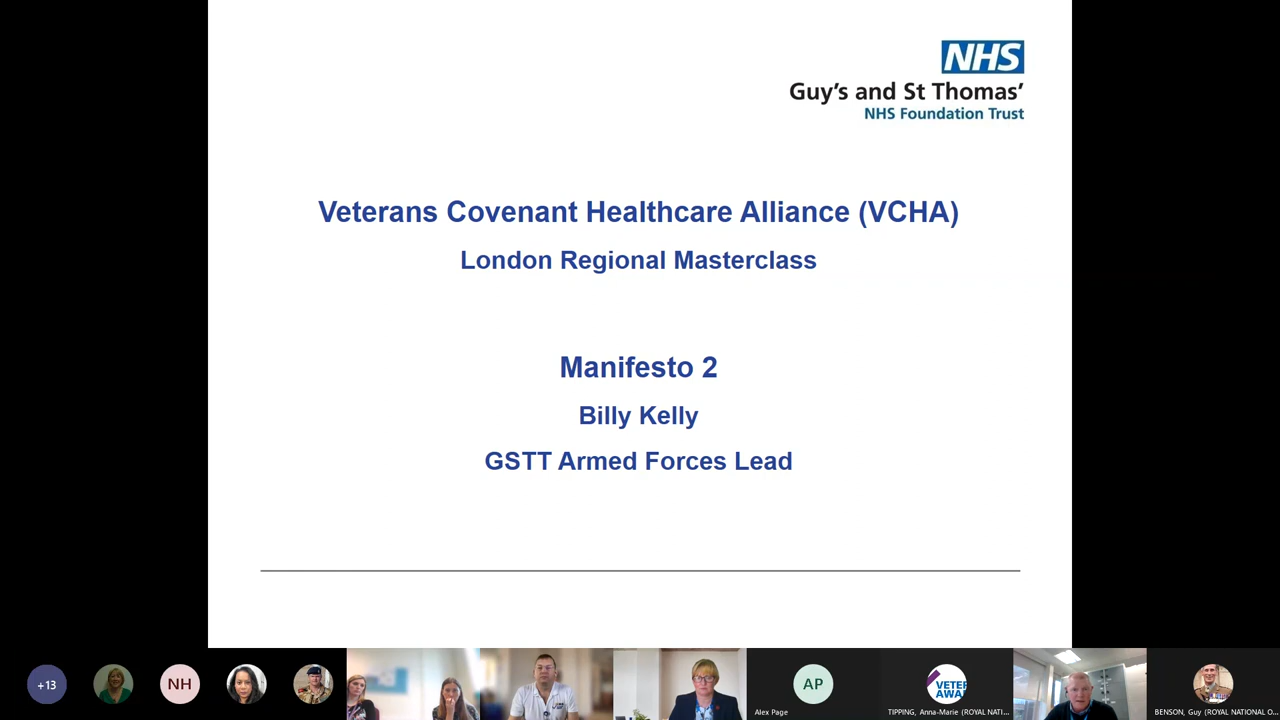 NHS
Guy's and St Thomas'
NHS Foundation Trust
Veterans Covenant Healthcare Alliance (VCHA)
London Regional Masterclass
Manifesto 2
Billy Kelly
GSTT Armed Forces Lead
+13
NH
AP
Alex Page
VETER
AWA
TIPPING, Anna-Marie (ROYAL NATI...
BENSON, Guy (ROYAL NATIONAL O...